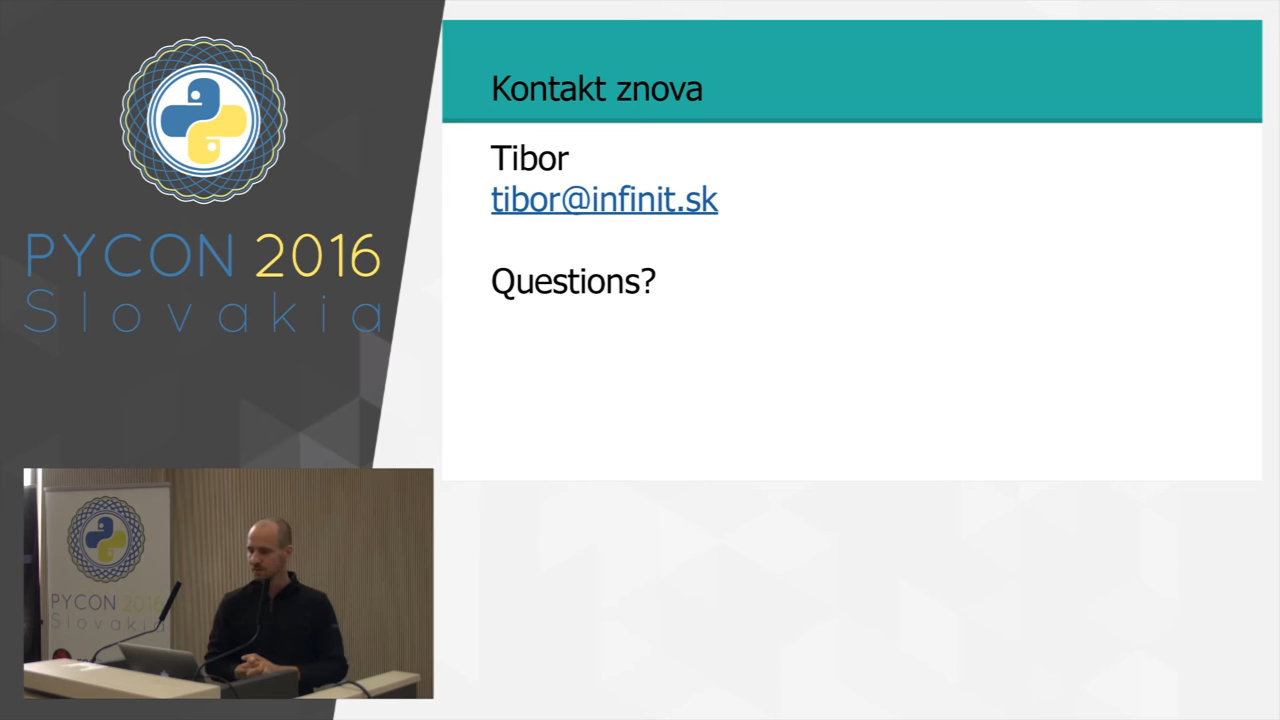 PYCON 2016
Slovakia
Kontakt znova
Tibor
tibor@infinit.sk
Questions?
PYCON 2016
Slovakia